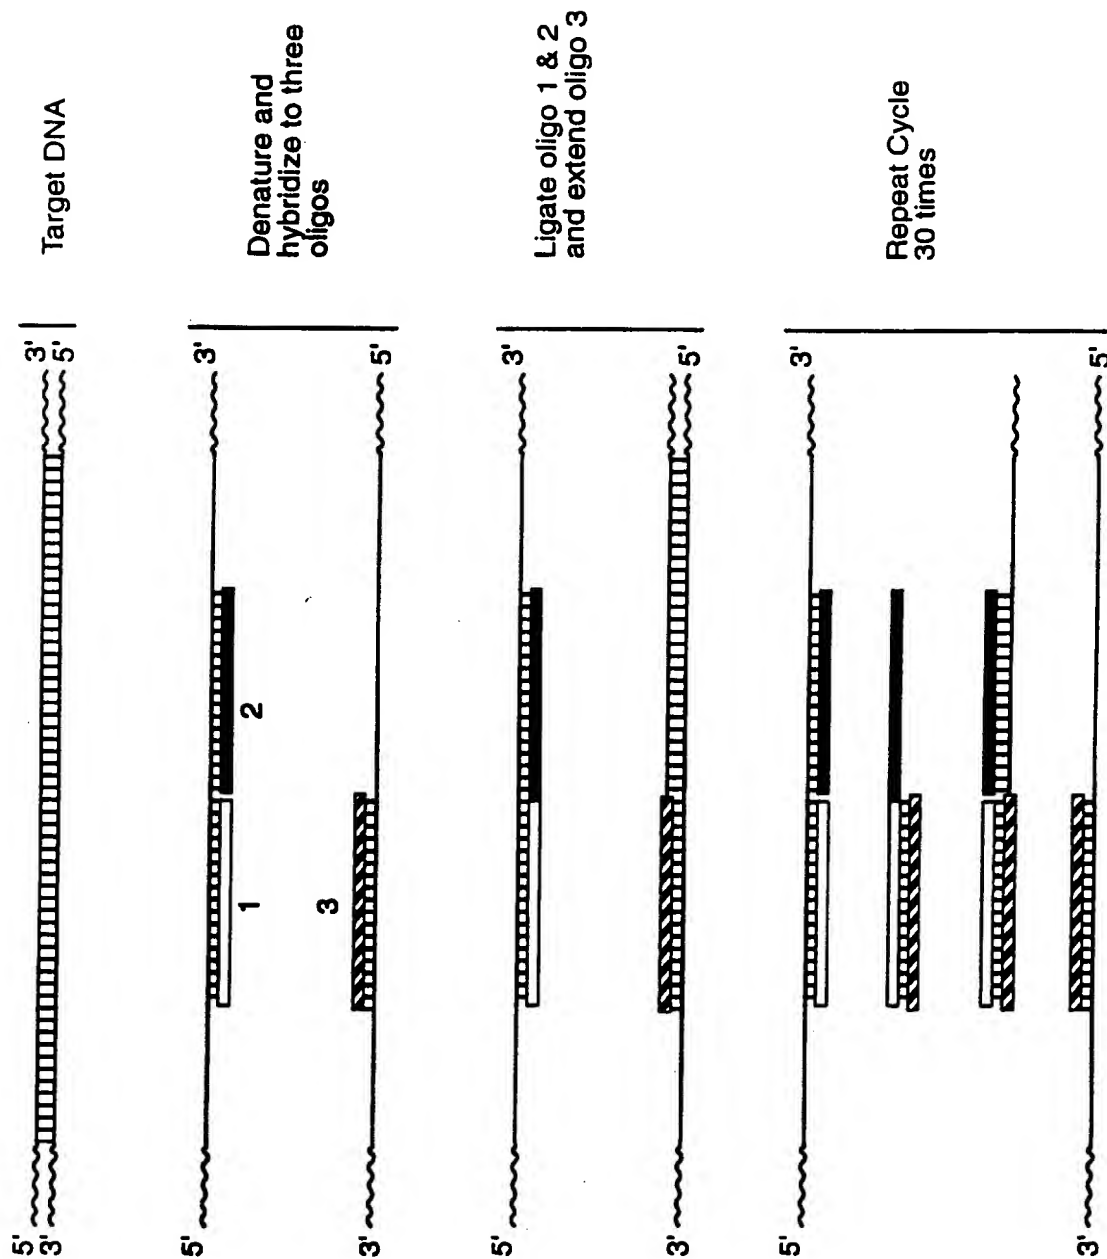 5' 3' Target DNA
3' 5'
5' 3' Denature and
hybridize to three
oligos
1 2
3
3' 5'
5' 3' Ligate oligo 1 & 2
and extend oligo 3
3' 5'
5' 3' Repeat Cycle
30 times
3' 5'